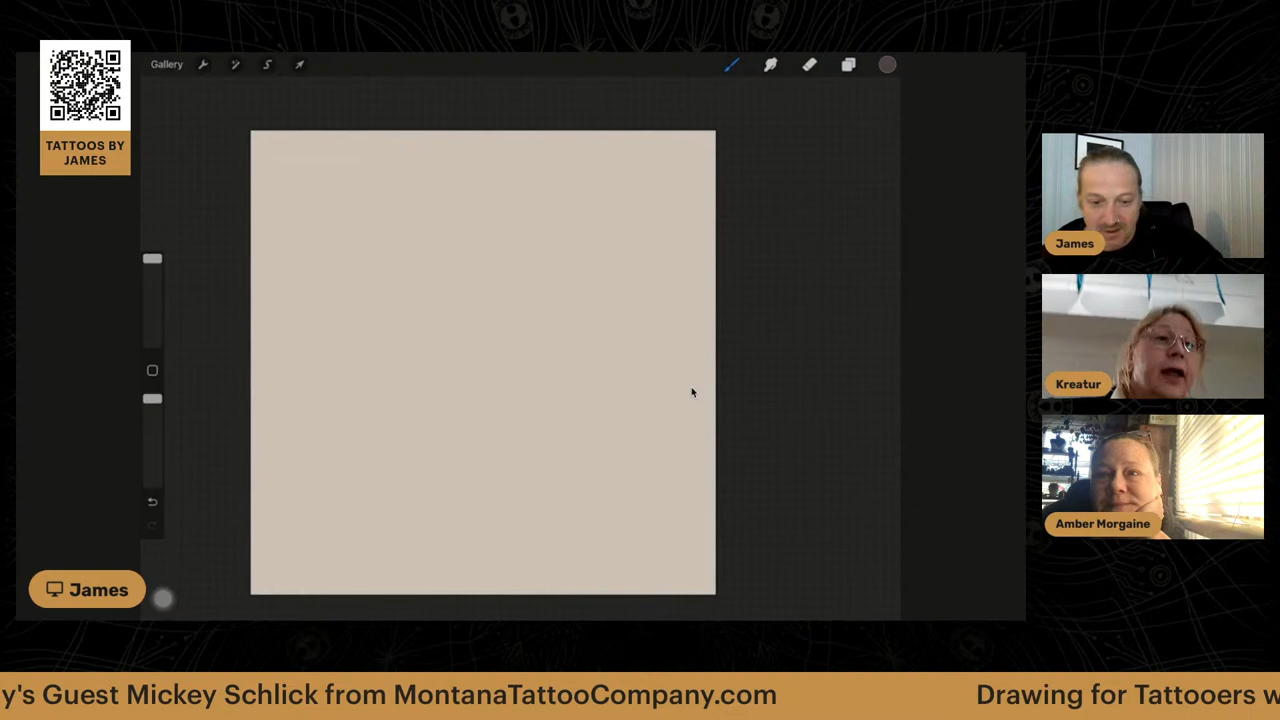 TATTOOS BY
JAMES
Gallery
James
Kreatur
Amber Morgaine
James
y's Guest Mickey Schlick from MontanaTattooCompany.com
Drawing for Tattooers w